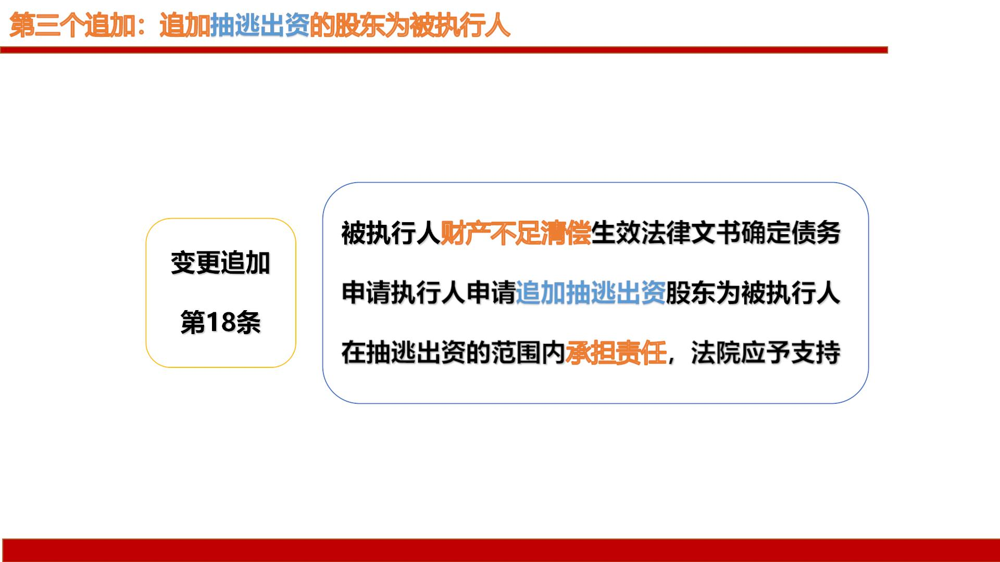 第三个追加：追加抽逃出资的股东为被执行人
变更追加
第18条
被执行人财产不足清偿生效法律文书确定债务
申请执行人申请追加抽逃出资股东为被执行人
在抽逃出资的范围内承担责任，法院应予支持